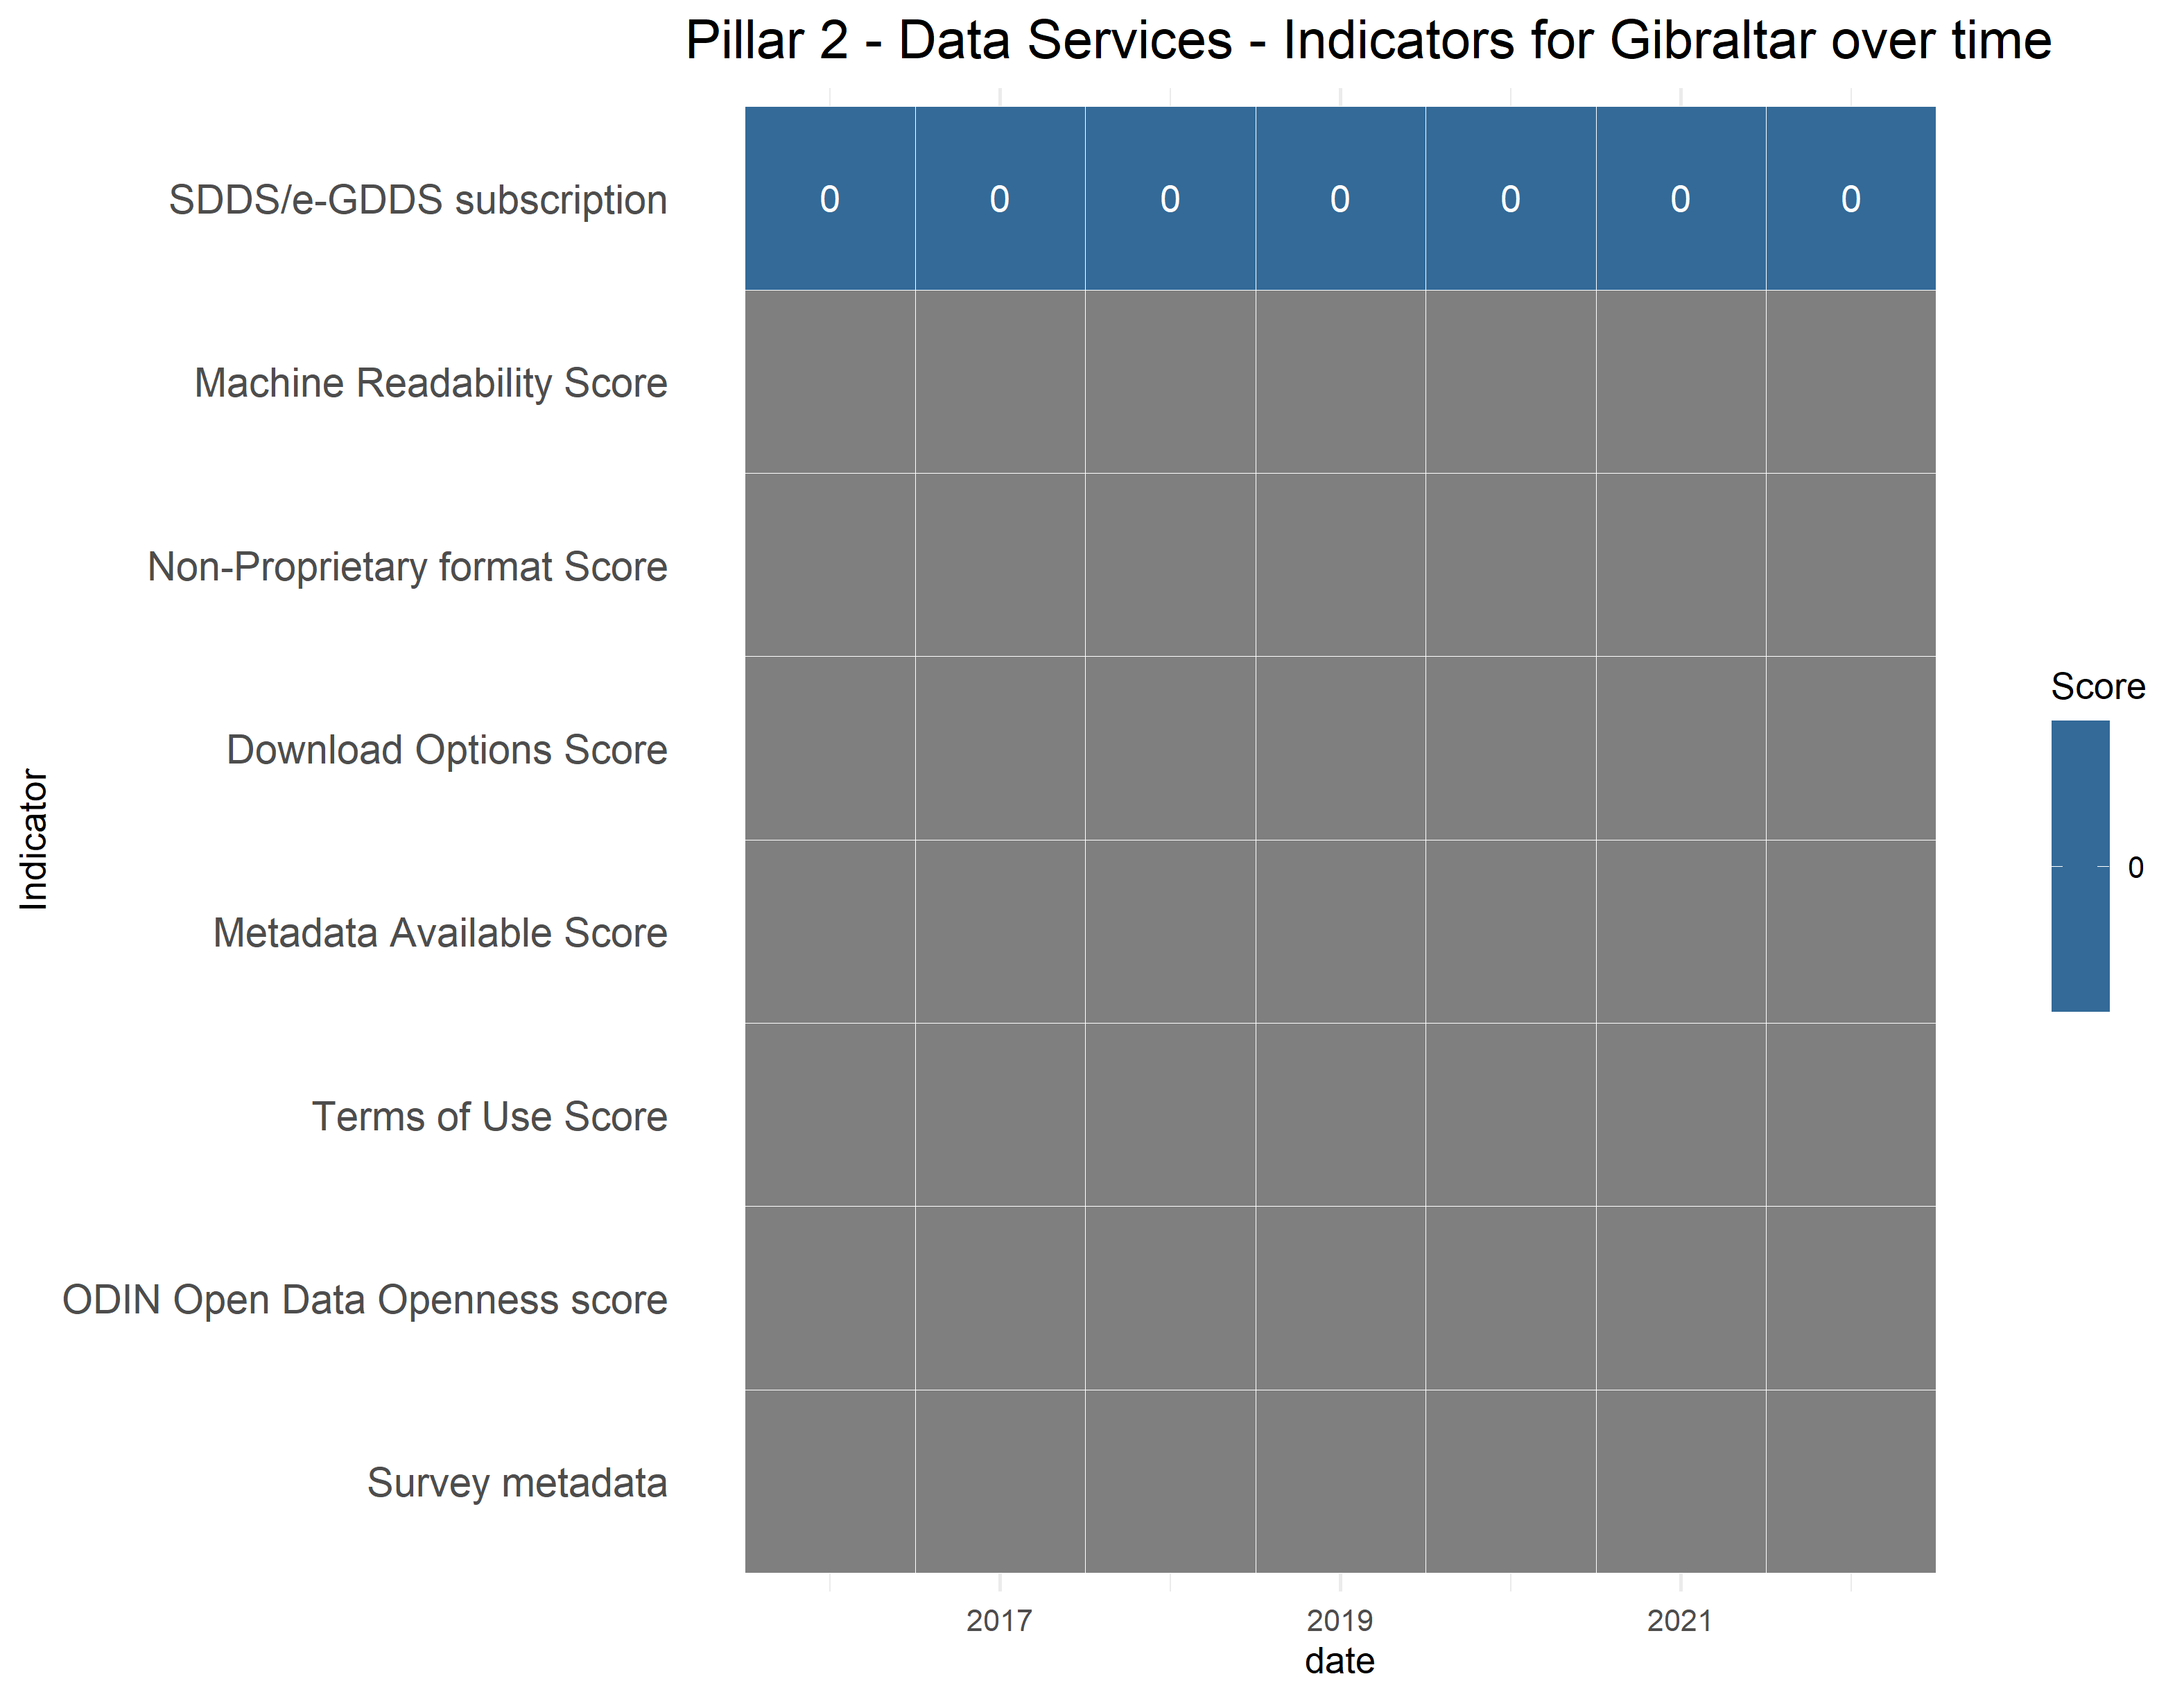 Pillar 2 - Data Services - Indicators for Gibraltar over time
SDDS/e-GDDS subscription
0 0 0 0 0 0 0
Machine Readability Score
Non-Proprietary format Score
Download Options Score
Metadata Available Score
Terms of Use Score
ODIN Open Data Openness score
Survey metadata
Indicator
2017 2019 2021
date
Score
0